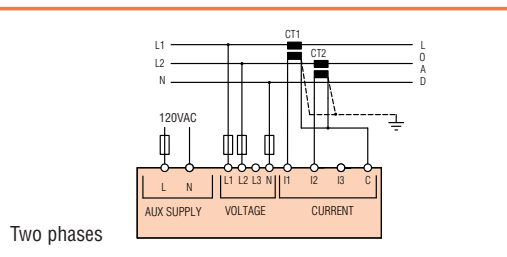 CT1
L1 L
CT2
L2 O
A
N D
120VAC
L N L1 L2 L3 N I1 I2 I3 C
AUX SUPPLY VOLTAGE CURRENT
Two phases